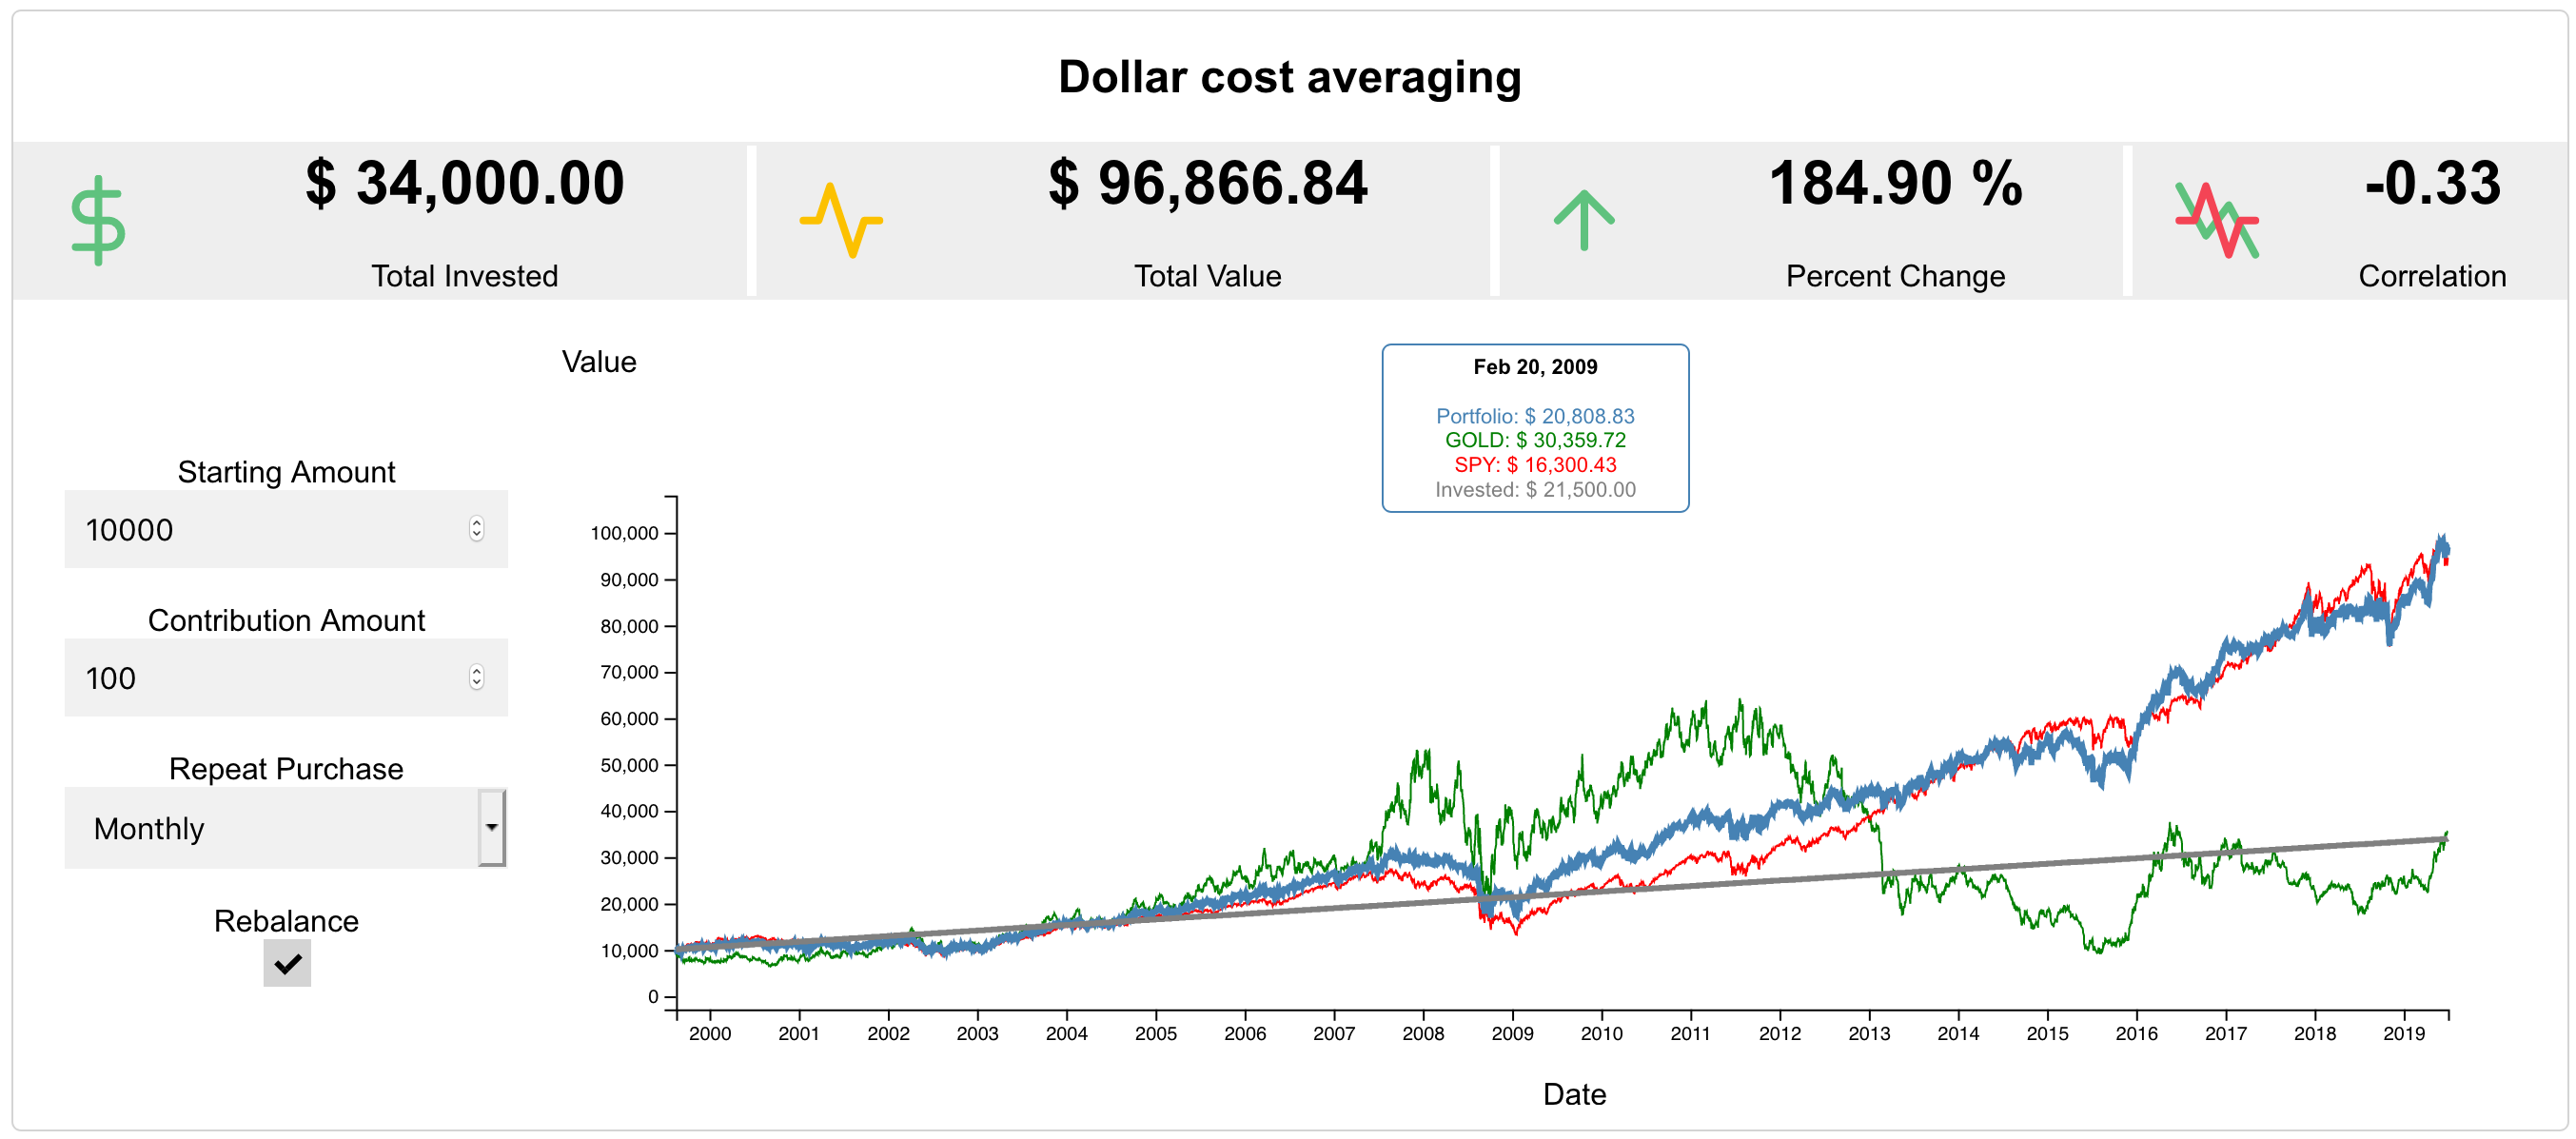 Dollar cost averaging
$ 34,000.00
Total Invested
$ 96,866.84
Total Value
184.90 %
Percent Change
-0.33
Correlation
Value
Feb 20, 2009
Portfolio: $ 20,808.83
GOLD: $ 30,359.72
SPY: $ 16,300.43
Invested: $ 21,500.00
Starting Amount
10000
Contribution Amount
100
Repeat Purchase
Monthly
Rebalance
100,000
90,000
80,000
70,000
60,000
50,000
40,000
30,000
20,000
10,000
0
2000 2001 2002 2003 2004 2005 2006 2007 2008 2009 2010 2011 2012 2013 2014 2015 2016 2017 2018 2019
Date